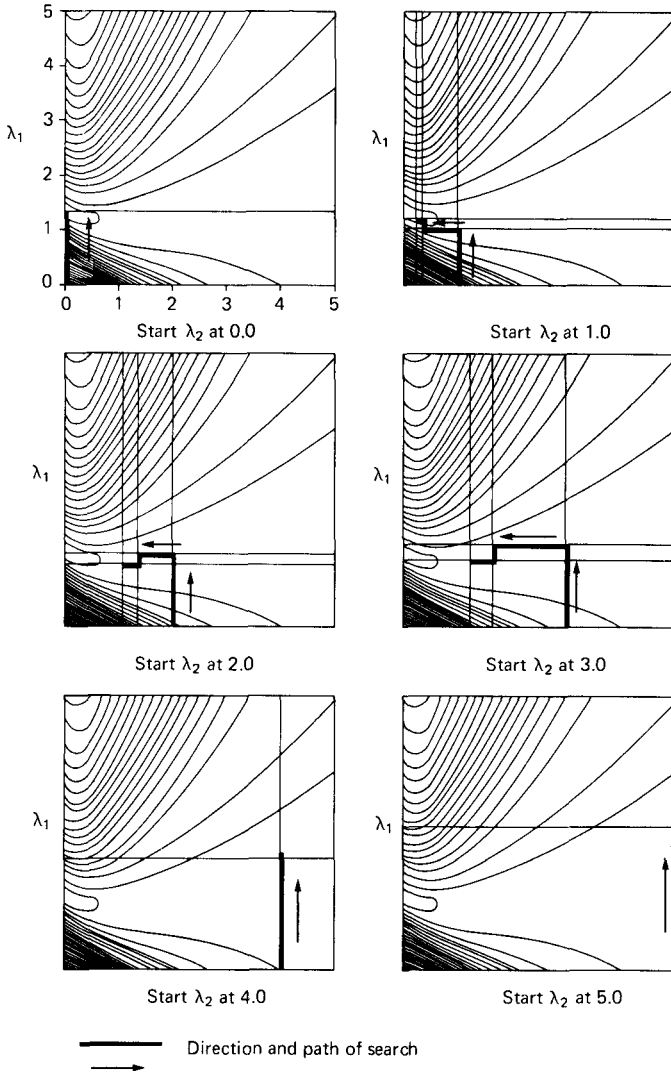 5
4
λ₁ 3
2
1
0
0 1 2 3 4 5
Start λ₂ at 0.0
λ₁
Start λ₂ at 1.0
λ₁
Start λ₂ at 2.0
λ₁
Start λ₂ at 3.0
λ₁
Start λ₂ at 4.0
λ₁
Start λ₂ at 5.0
Direction and path of search